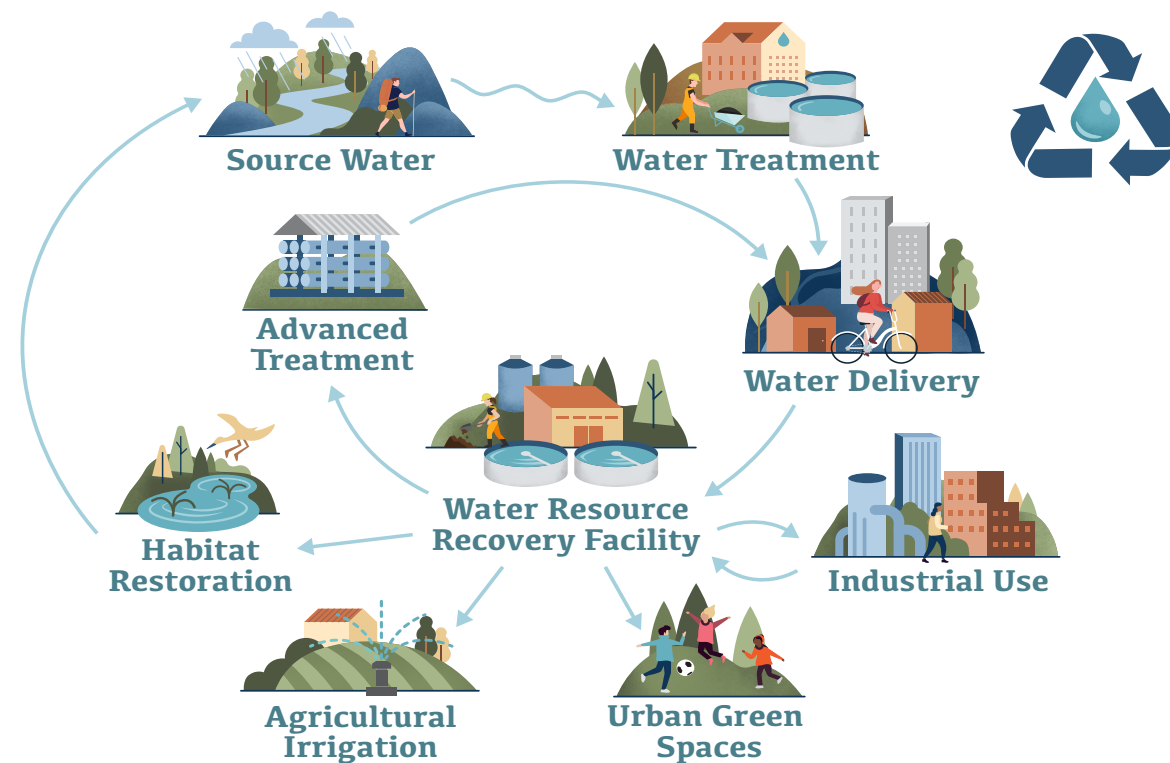 Source Water
Water Treatment
Advanced
Treatment
Water Delivery
Water Resource
Recovery Facility
Habitat
Restoration
Industrial Use
Agricultural
Irrigation
Urban Green
Spaces